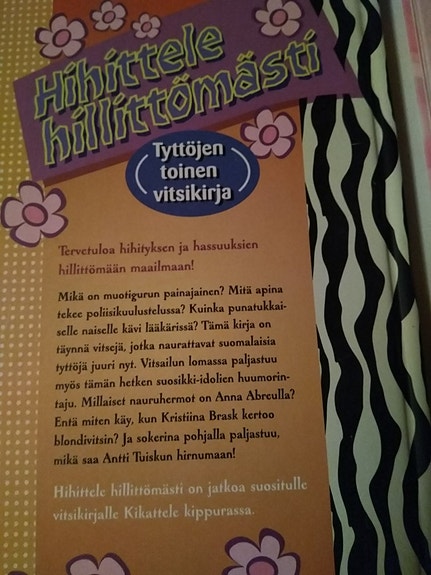 Hihittele
hillittömästi
Tyttöjen
toinen
vitsikirja
Tervetuloa hihityksen ja hassuuksien
hillittömään maailmaan!
Mikä on muotigurun painajainen? Mitä apina
tekee poliisikuulustelussa? Kuinka punatukkai-
selle naiselle kävi lääkärissä? Tämä kirja on
täynnä vitsejä, jotka naurattavat suomalaisia
tyttöjä juuri nyt. Vitsailun lomassa paljastuu
myös tämän hetken suosikki-idolien huumorin-
taju. Millaiset nauruhermot on Anna Abreulla?
Entä miten käy, kun Kristiina Brask kertoo
blondivitsin? Ja sokerina pohjalla paljastuu,
mikä saa Antti Tuiskun hirnumaan!
Hihittele hillittömästi on jatkoa suositulle
vitsikirjalle Kikattele kippurassa.